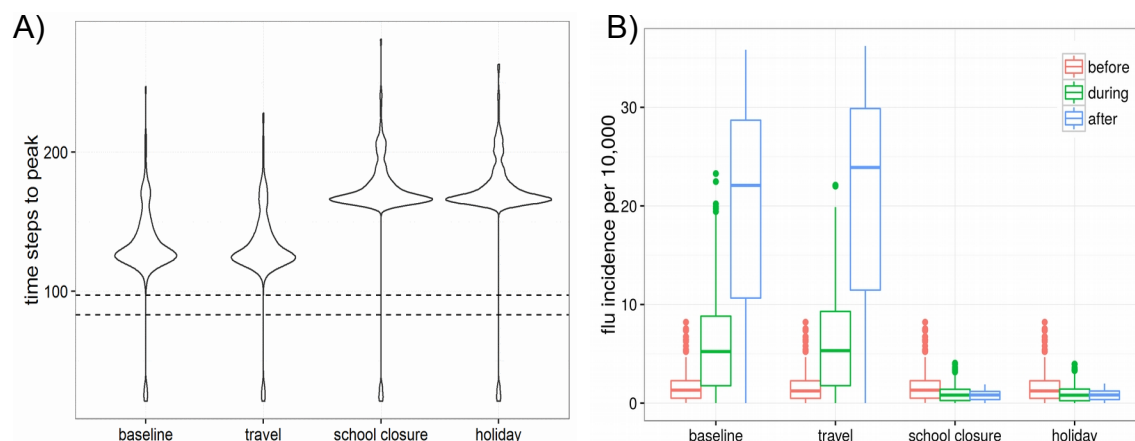 A)
time steps to peak
200
100
baseline travel school closure holiday
B)
flu incidence per 10,000
30
20
10
0
before
during
after
baseline travel school closure holiday